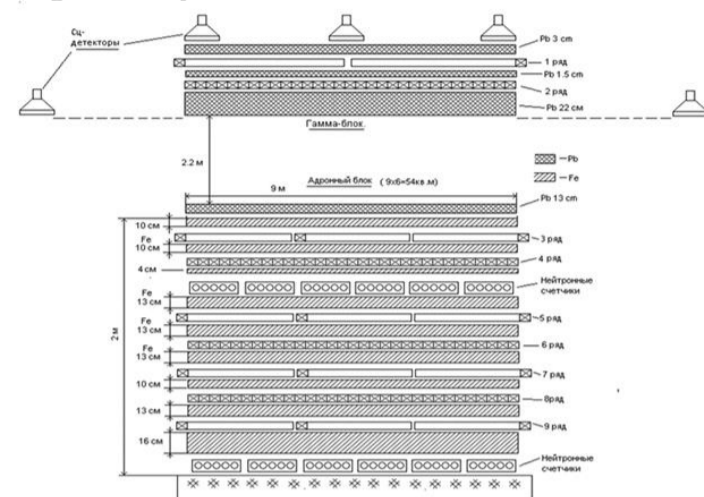 Сц-
детекторы
Pb 3 cm
1 ряд
Pb 1.5 cm
2 ряд
Pb 22 см
Гамма-блок.
2.2 м
Pb
Fe
Адронный блок ( 9х6=54кв.м)
9 м
Pb 13 cm
10 см
3 ряд
Fe
10 см
4 ряд
4 см
Нейтронные
счетчики
Fe
13 см
5 ряд
Fe
13 см
2 м
6 ряд
Fe
13 см
7 ряд
10 см
8ряд
13 см
9 ряд
16 см
Нейтронные
счетчики